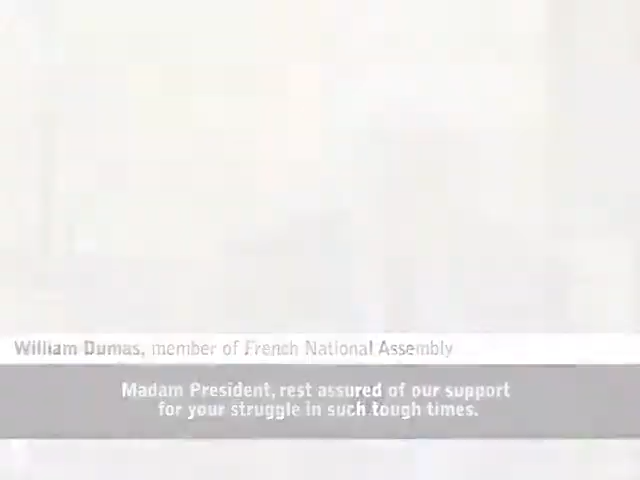 William Dumas, member of French National Assembly
Madam President, rest assured of our support
for your struggle in such tough times.